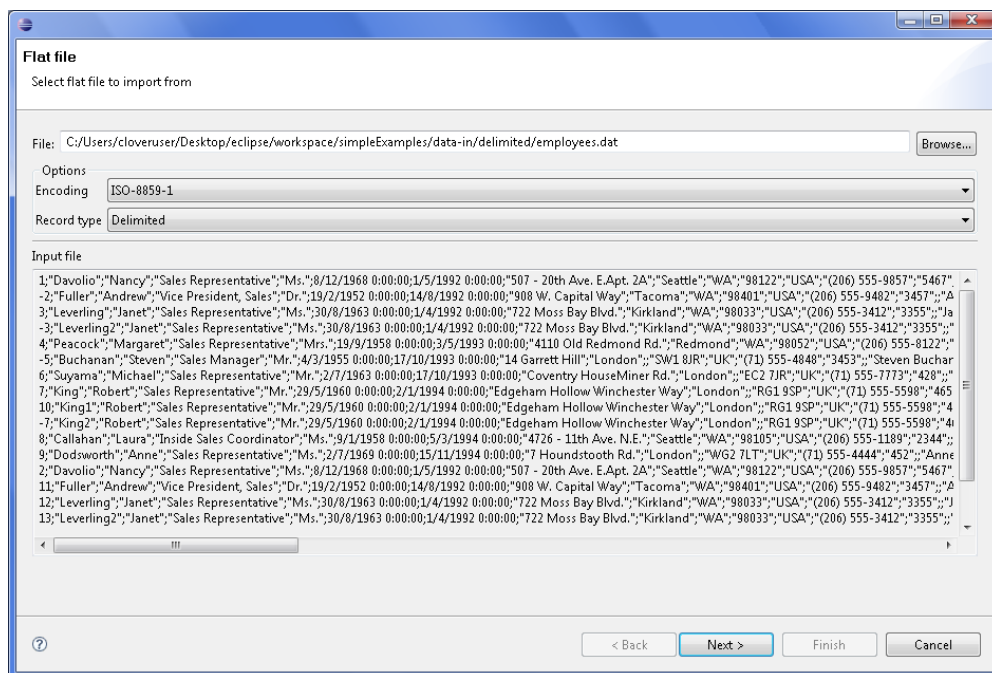 Flat file
Select flat file to import from
File: C:/Users/cloveruser/Desktop/eclipse/workspace/simpleExamples/data-in/delimited/employees.dat Browse...
Options
Encoding ISO-8859-1
Record type Delimited
Input file
1;"Davolio";"Nancy";"Sales Representative";"Ms.";8/12/1968 0:00:00;1/5/1992 0:00:00;"507 - 20th Ave. E.Apt. 2A";"Seattle";"WA";"98122";"USA";"(206) 555-9857";"5467"
-2;"Fuller";"Andrew";"Vice President, Sales";"Dr.";19/2/1952 0:00:00;14/8/1992 0:00:00;"908 W. Capital Way";"Tacoma";"WA";"98401";"USA";"(206) 555-9482";"3457";;"A
3;"Leverling";"Janet";"Sales Representative";"Ms.";30/8/1963 0:00:00;1/4/1992 0:00:00;"722 Moss Bay Blvd.";"Kirkland";"WA";"98033";"USA";"(206) 555-3412";"3355";;"Ja
-3;"Leverling2";"Janet";"Sales Representative";"Ms.";30/8/1963 0:00:00;1/4/1992 0:00:00;"722 Moss Bay Blvd.";"Kirkland";"WA";"98033";"USA";"(206) 555-3412";"3355";;"
4;"Peacock";"Margaret";"Sales Representative";"Mrs.";19/9/1958 0:00:00;3/5/1993 0:00:00;"4110 Old Redmond Rd.";"Redmond";"WA";"98052";"USA";"(206) 555-8122";"
-5;"Buchanan";"Steven";"Sales Manager";"Mr.";4/3/1955 0:00:00;17/10/1993 0:00:00;"14 Garrett Hill";"London";;"SW1 8JR";"UK";"(71) 555-4848";"3453";;"Steven Buchar
6;"Suyama";"Michael";"Sales Representative";"Mr.";2/7/1963 0:00:00;17/10/1993 0:00:00;"Coventry HouseMiner Rd.";"London";;"EC2 7JR";"UK";"(71) 555-7773";"428";;"
7;"King";"Robert";"Sales Representative";"Mr.";29/5/1960 0:00:00;2/1/1994 0:00:00;"Edgeham Hollow Winchester Way";"London";;"RG1 9SP";"UK";"(71) 555-5598";"465
10;"King1";"Robert";"Sales Representative";"Mr.";29/5/1960 0:00:00;2/1/1994 0:00:00;"Edgeham Hollow Winchester Way";"London";;"RG1 9SP";"UK";"(71) 555-5598";"4
-7;"King2";"Robert";"Sales Representative";"Mr.";29/5/1960 0:00:00;2/1/1994 0:00:00;"Edgeham Hollow Winchester Way";"London";;"RG1 9SP";"UK";"(71) 555-5598";"4
8;"Callahan";"Laura";"Inside Sales Coordinator";"Ms.";9/1/1958 0:00:00;5/3/1994 0:00:00;"4726 - 11th Ave. N.E.";"Seattle";"WA";"98105";"USA";"(206) 555-1189";"2344";;
9;"Dodsworth";"Anne";"Sales Representative";"Ms.";2/7/1969 0:00:00;15/11/1994 0:00:00;"7 Houndstooth Rd.";"London";;"WG2 7LT";"UK";"(71) 555-4444";"452";;"Anne
2;"Davolio";"Nancy";"Sales Representative";"Ms.";8/12/1968 0:00:00;1/5/1992 0:00:00;"507 - 20th Ave. E.Apt. 2A";"Seattle";"WA";"98122";"USA";"(206) 555-9857";"5467"
11;"Fuller";"Andrew";"Vice President, Sales";"Dr.";19/2/1952 0:00:00;14/8/1992 0:00:00;"908 W. Capital Way";"Tacoma";"WA";"98401";"USA";"(206) 555-9482";"3457";;"A
12;"Leverling";"Janet";"Sales Representative";"Ms.";30/8/1963 0:00:00;1/4/1992 0:00:00;"722 Moss Bay Blvd.";"Kirkland";"WA";"98033";"USA";"(206) 555-3412";"3355";;"J
13;"Leverling2";"Janet";"Sales Representative";"Ms.";30/8/1963 0:00:00;1/4/1992 0:00:00;"722 Moss Bay Blvd.";"Kirkland";"WA";"98033";"USA";"(206) 555-3412";"3355";;"
< Back Next > Finish Cancel